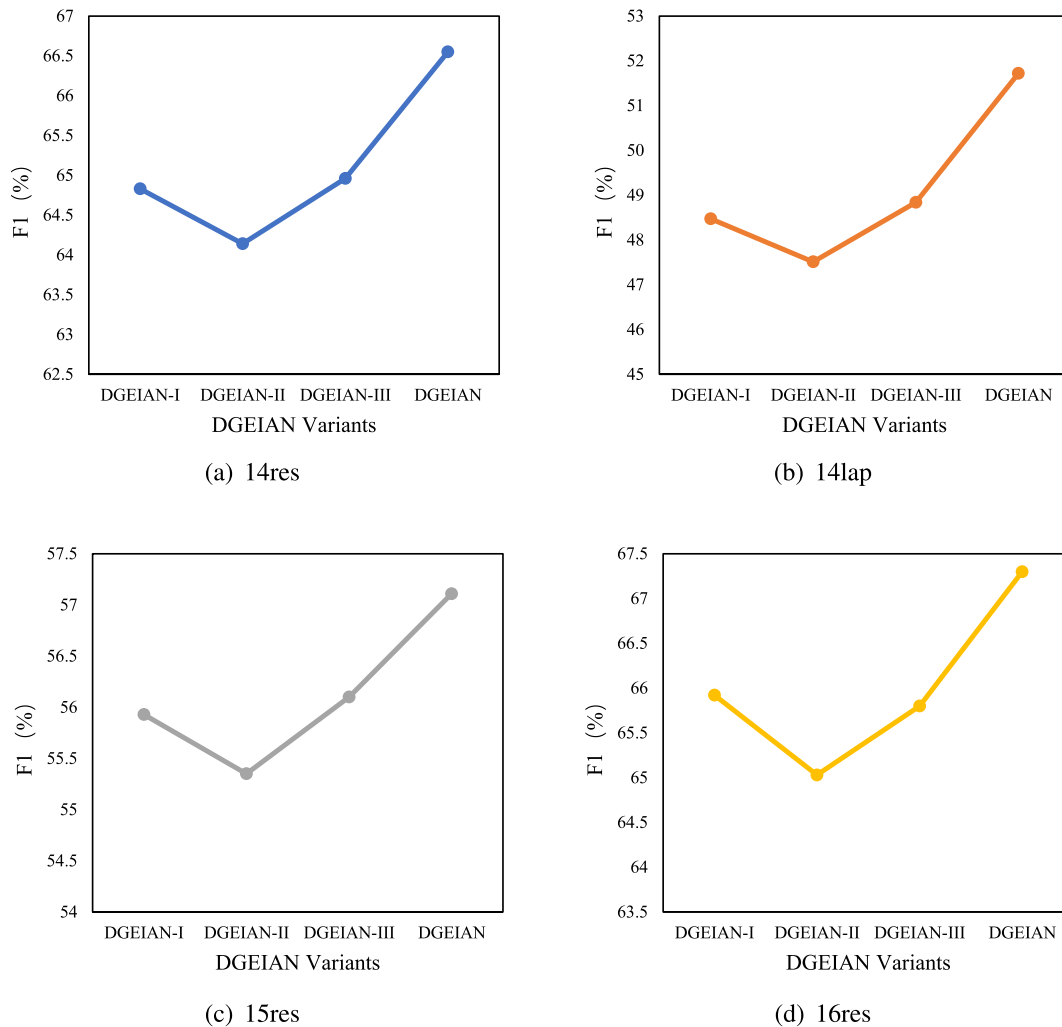 67
66.5
66
65.5
65
64.5
64
63.5
63
62.5
F1 (%)
DGEIAN-I DGEIAN-II DGEIAN-III DGEIAN
DGEIAN Variants
(a) 14res
53
52
51
50
49
48
47
46
45
F1 (%)
DGEIAN-I DGEIAN-II DGEIAN-III DGEIAN
DGEIAN Variants
(b) 14lap
57.5
57
56.5
56
55.5
55
54.5
54
F1 (%)
DGEIAN-I DGEIAN-II DGEIAN-III DGEIAN
DGEIAN Variants
(c) 15res
67.5
67
66.5
66
65.5
65
64.5
64
63.5
F1 (%)
DGEIAN-I DGEIAN-II DGEIAN-III DGEIAN
DGEIAN Variants
(d) 16res